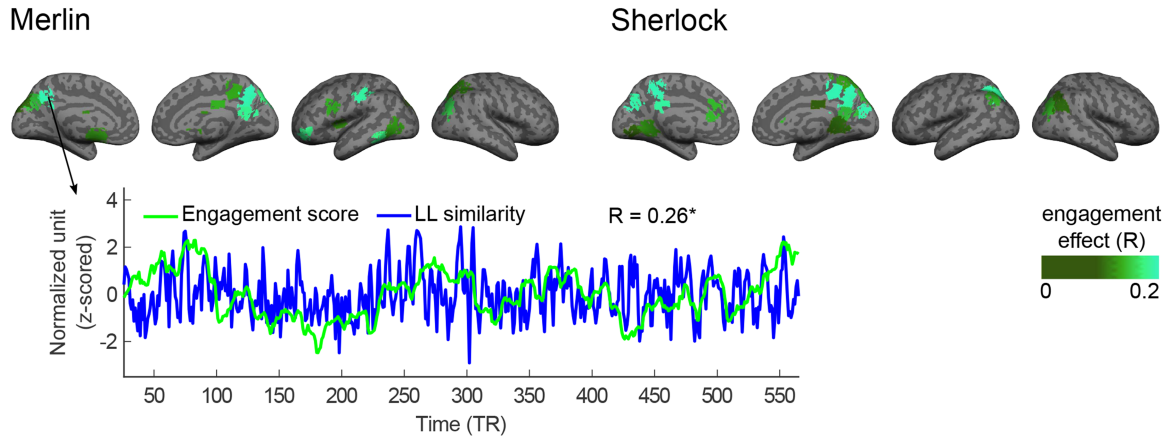 Merlin
Sherlock
Engagement score
LL similarity
R = 0.26*
Normalized unit
(z-scored)
4
2
0
-2
50
100
150
200
250
300
350
400
450
500
550
Time (TR)
engagement
effect (R)
0
0.2